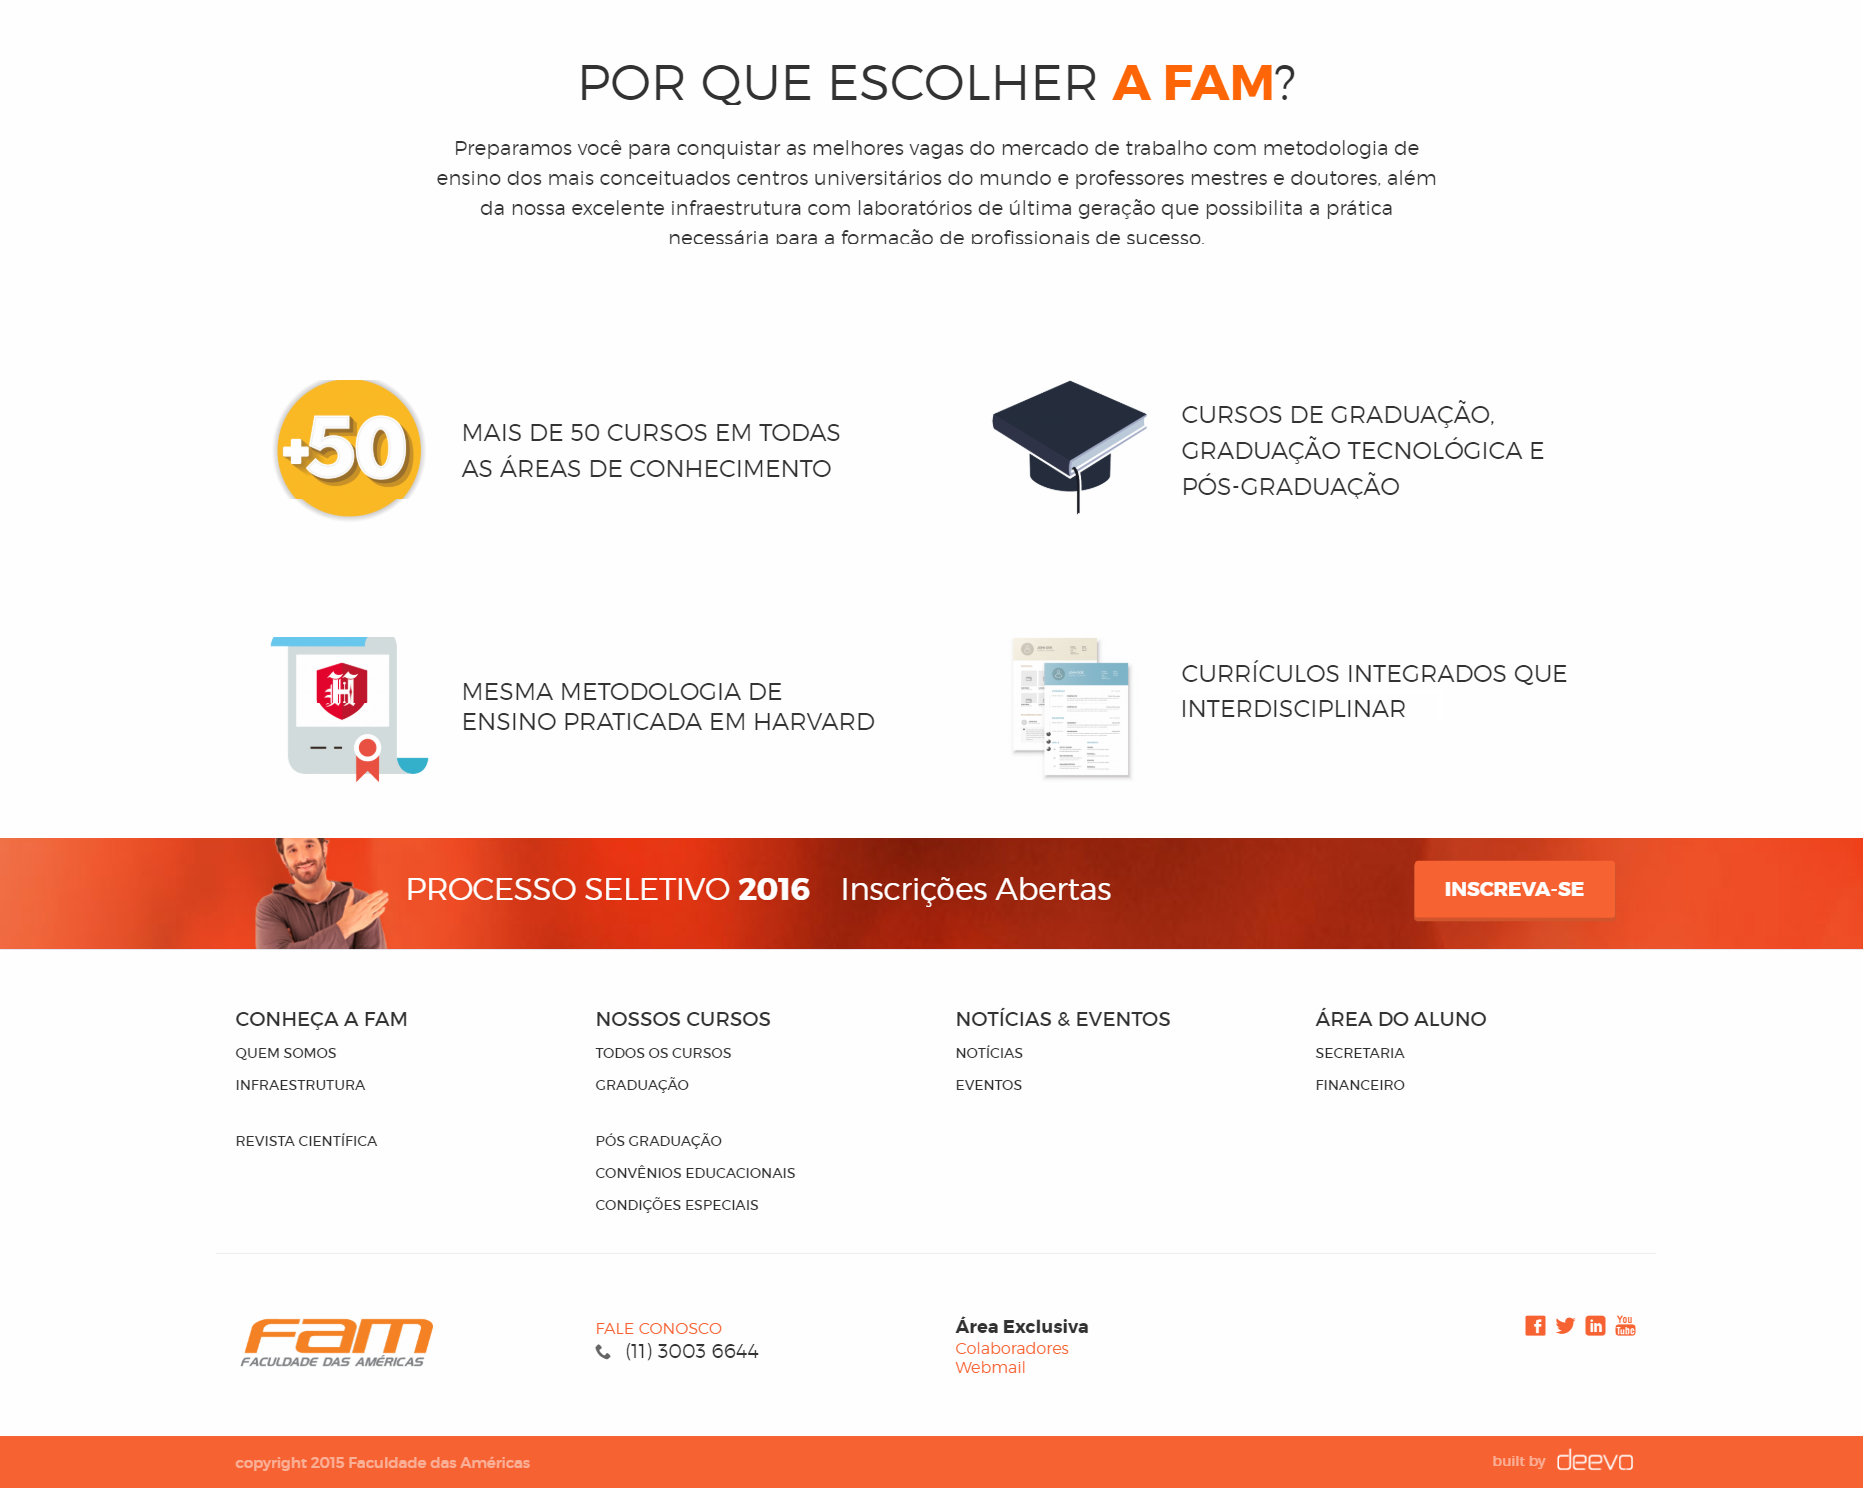 POR QUE ESCOLHER A FAM?
Preparamos você para conquistar as melhores vagas do mercado de trabalho com metodologia de
ensino dos mais conceituados centros universitários do mundo e professores mestres e doutores, além
da nossa excelente infraestrutura com laboratórios de última geração que possibilita a prática
necessária para a formação de profissionais de sucesso.
+50
MAIS DE 50 CURSOS EM TODAS
AS ÁREAS DE CONHECIMENTO
CURSOS DE GRADUAÇÃO,
GRADUAÇÃO TECNOLÓGICA E
PÓS-GRADUAÇÃO
H
MESMA METODOLOGIA DE
ENSINO PRATICADA EM HARVARD
CURRÍCULOS INTEGRADOS QUE
INTERDISCIPLINAR
PROCESSO SELETIVO 2016 Inscrições Abertas
INSCREVA-SE
CONHEÇA A FAM
QUEM SOMOS
INFRAESTRUTURA
REVISTA CIENTÍFICA
NOSSOS CURSOS
TODOS OS CURSOS
GRADUAÇÃO
PÓS GRADUAÇÃO
CONVÊNIOS EDUCACIONAIS
CONDIÇÕES ESPECIAIS
NOTÍCIAS & EVENTOS
NOTÍCIAS
EVENTOS
ÁREA DO ALUNO
SECRETARIA
FINANCEIRO
fam
FACULDADE DAS AMÉRICAS
FALE CONOSCO
(11) 3003 6644
Área Exclusiva
Colaboradores
Webmail
f
in
You
Tube
copyright 2015 Faculdade das Américas
built by deevo